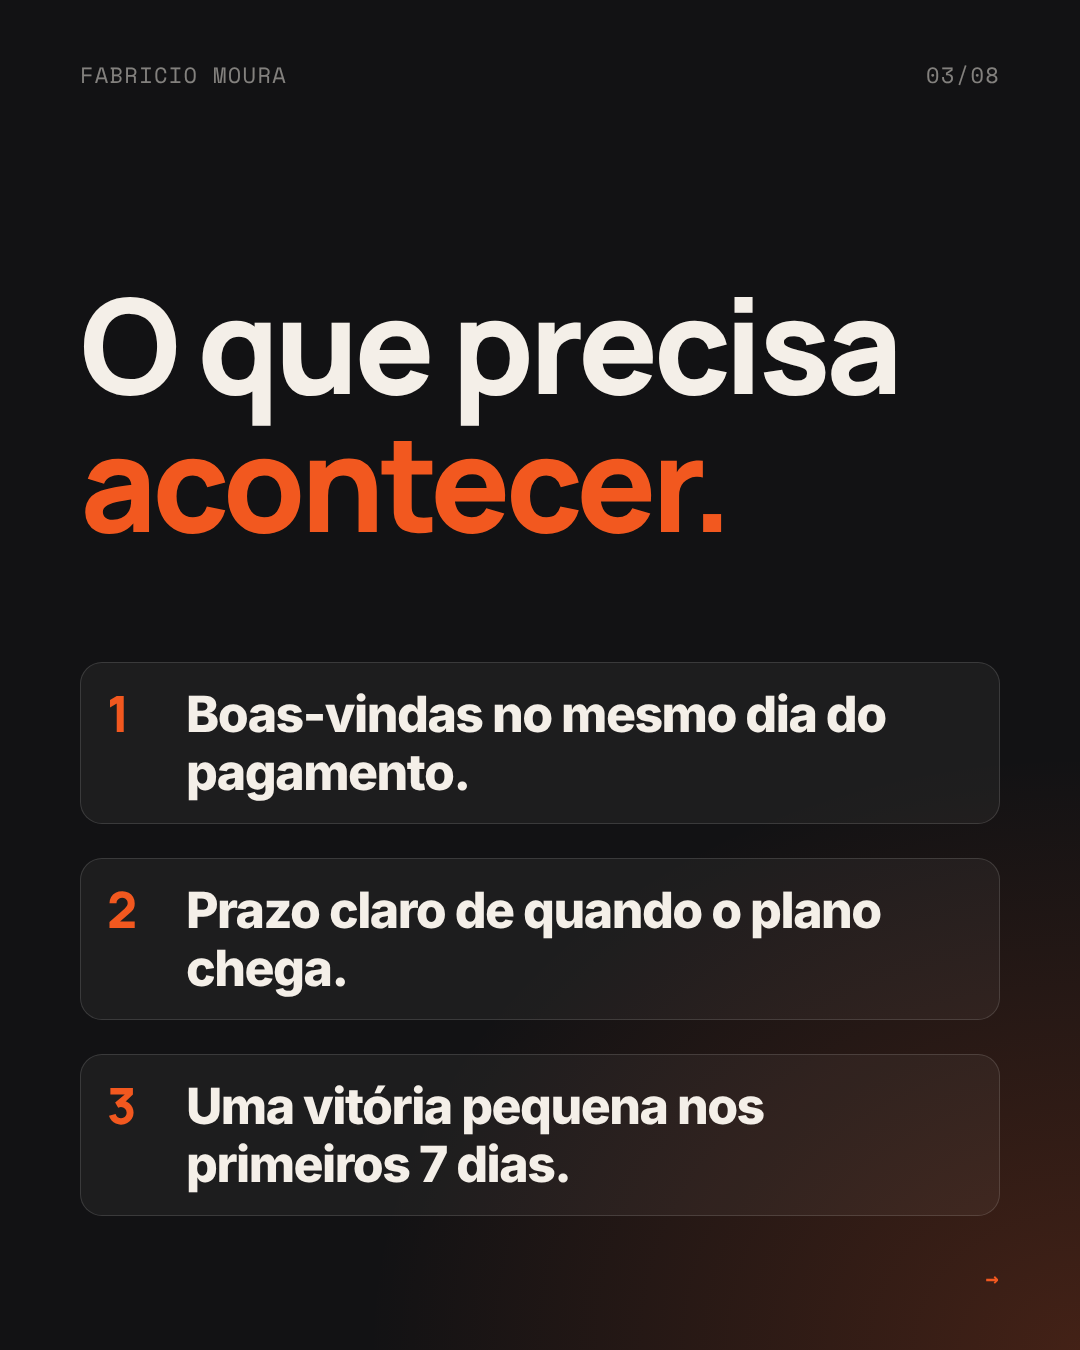 FABRICIO MOURA
03/08
O que precisa
acontecer.
1 Boas-vindas no mesmo dia do
pagamento.
2 Prazo claro de quando o plano
chega.
3 Uma vitória pequena nos
primeiros 7 dias.
→